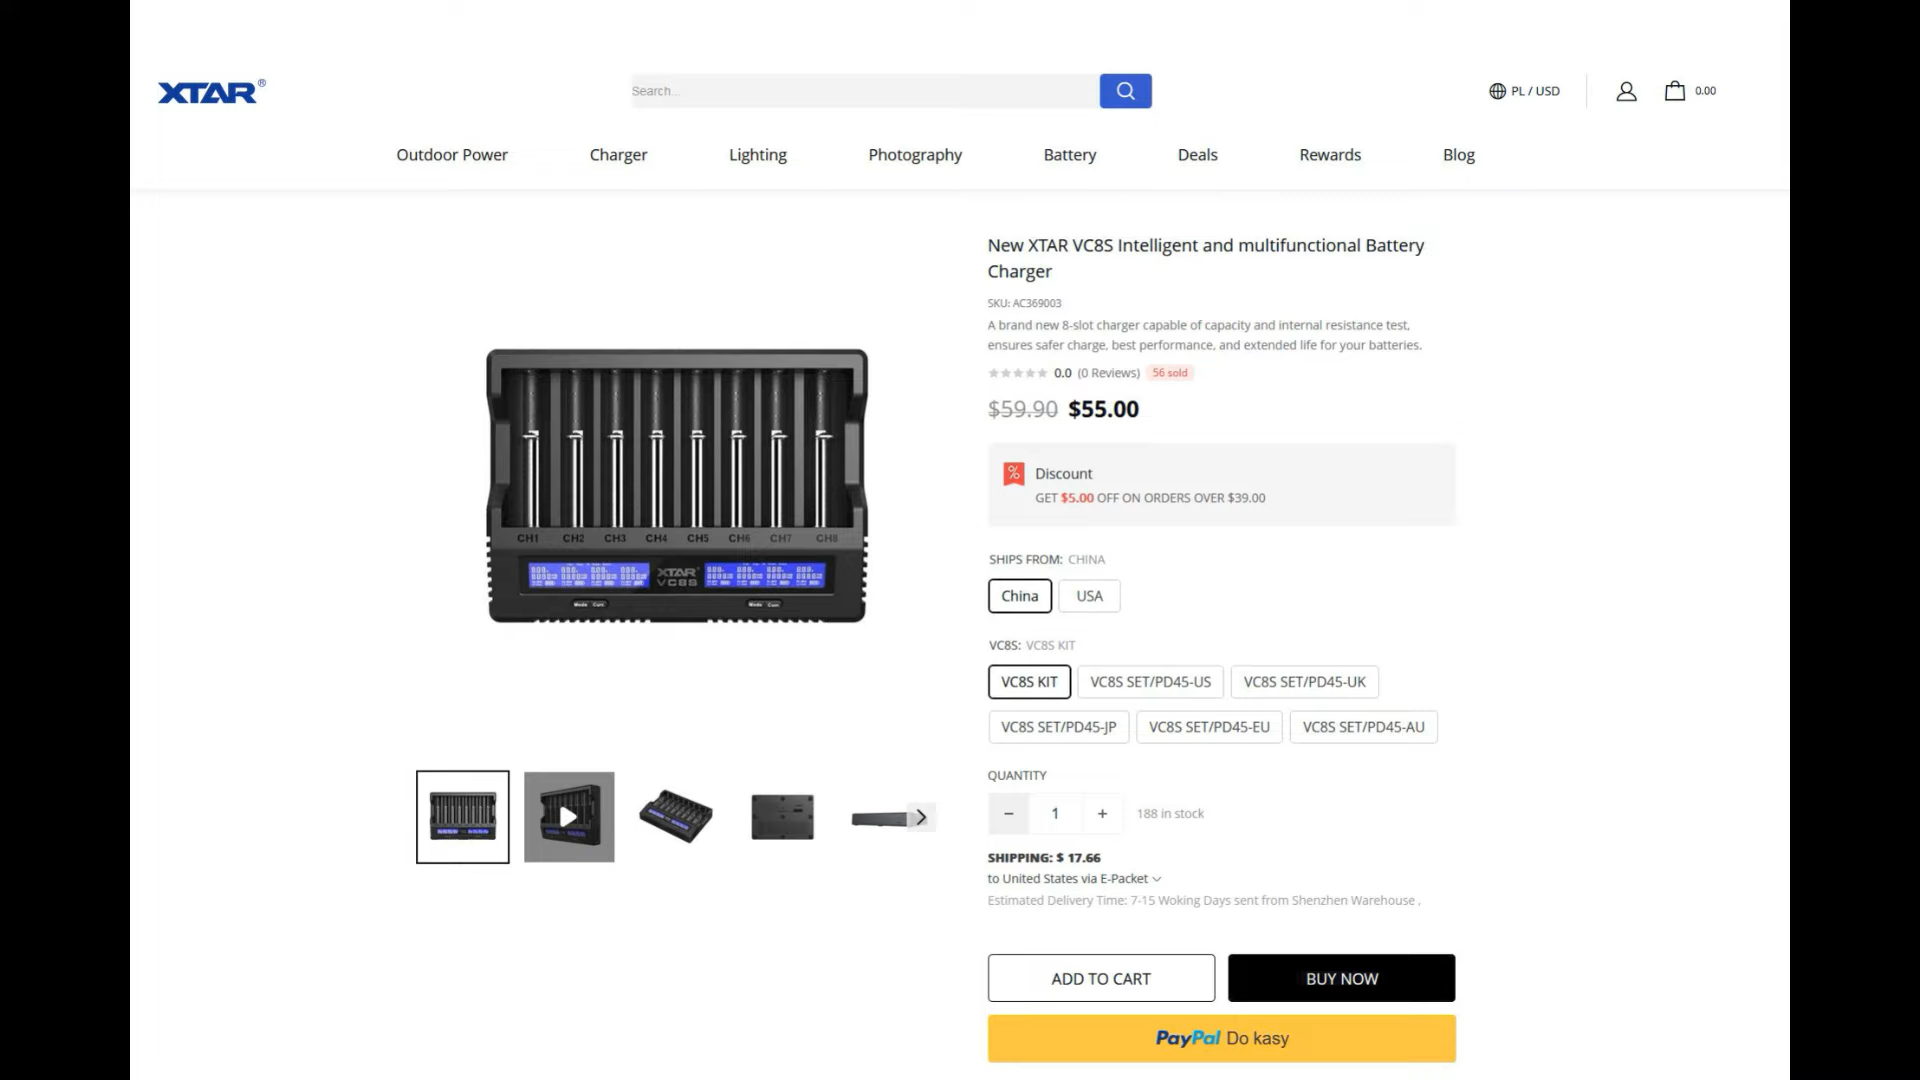 XTAR®
Search...
PL / USD
0.00
Outdoor Power
Charger
Lighting
Photography
Battery
Deals
Rewards
Blog
New XTAR VC8S Intelligent and multifunctional Battery
Charger
SKU: AC369003
A brand new 8-slot charger capable of capacity and internal resistance test,
ensures safer charge, best performance, and extended life for your batteries.
0.0 (0 Reviews) 56 sold
$59.90 $55.00
% Discount
GET $5.00 OFF ON ORDERS OVER $39.00
CH1 CH2 CH3 CH4 CH5 CH6 CH7 CH8
XTAR
VC8S
Mode Curr
Mode Curr
SHIPS FROM: CHINA
China
USA
VC8S: VC8S KIT
VC8S KIT
VC8S SET/PD45-US
VC8S SET/PD45-UK
VC8S SET/PD45-JP
VC8S SET/PD45-EU
VC8S SET/PD45-AU
QUANTITY
− 1 + 188 in stock
SHIPPING: $ 17.66
to United States via E-Packet
Estimated Delivery Time: 7-15 Woking Days sent from Shenzhen Warehouse ,
ADD TO CART
BUY NOW
PayPal Do kasy